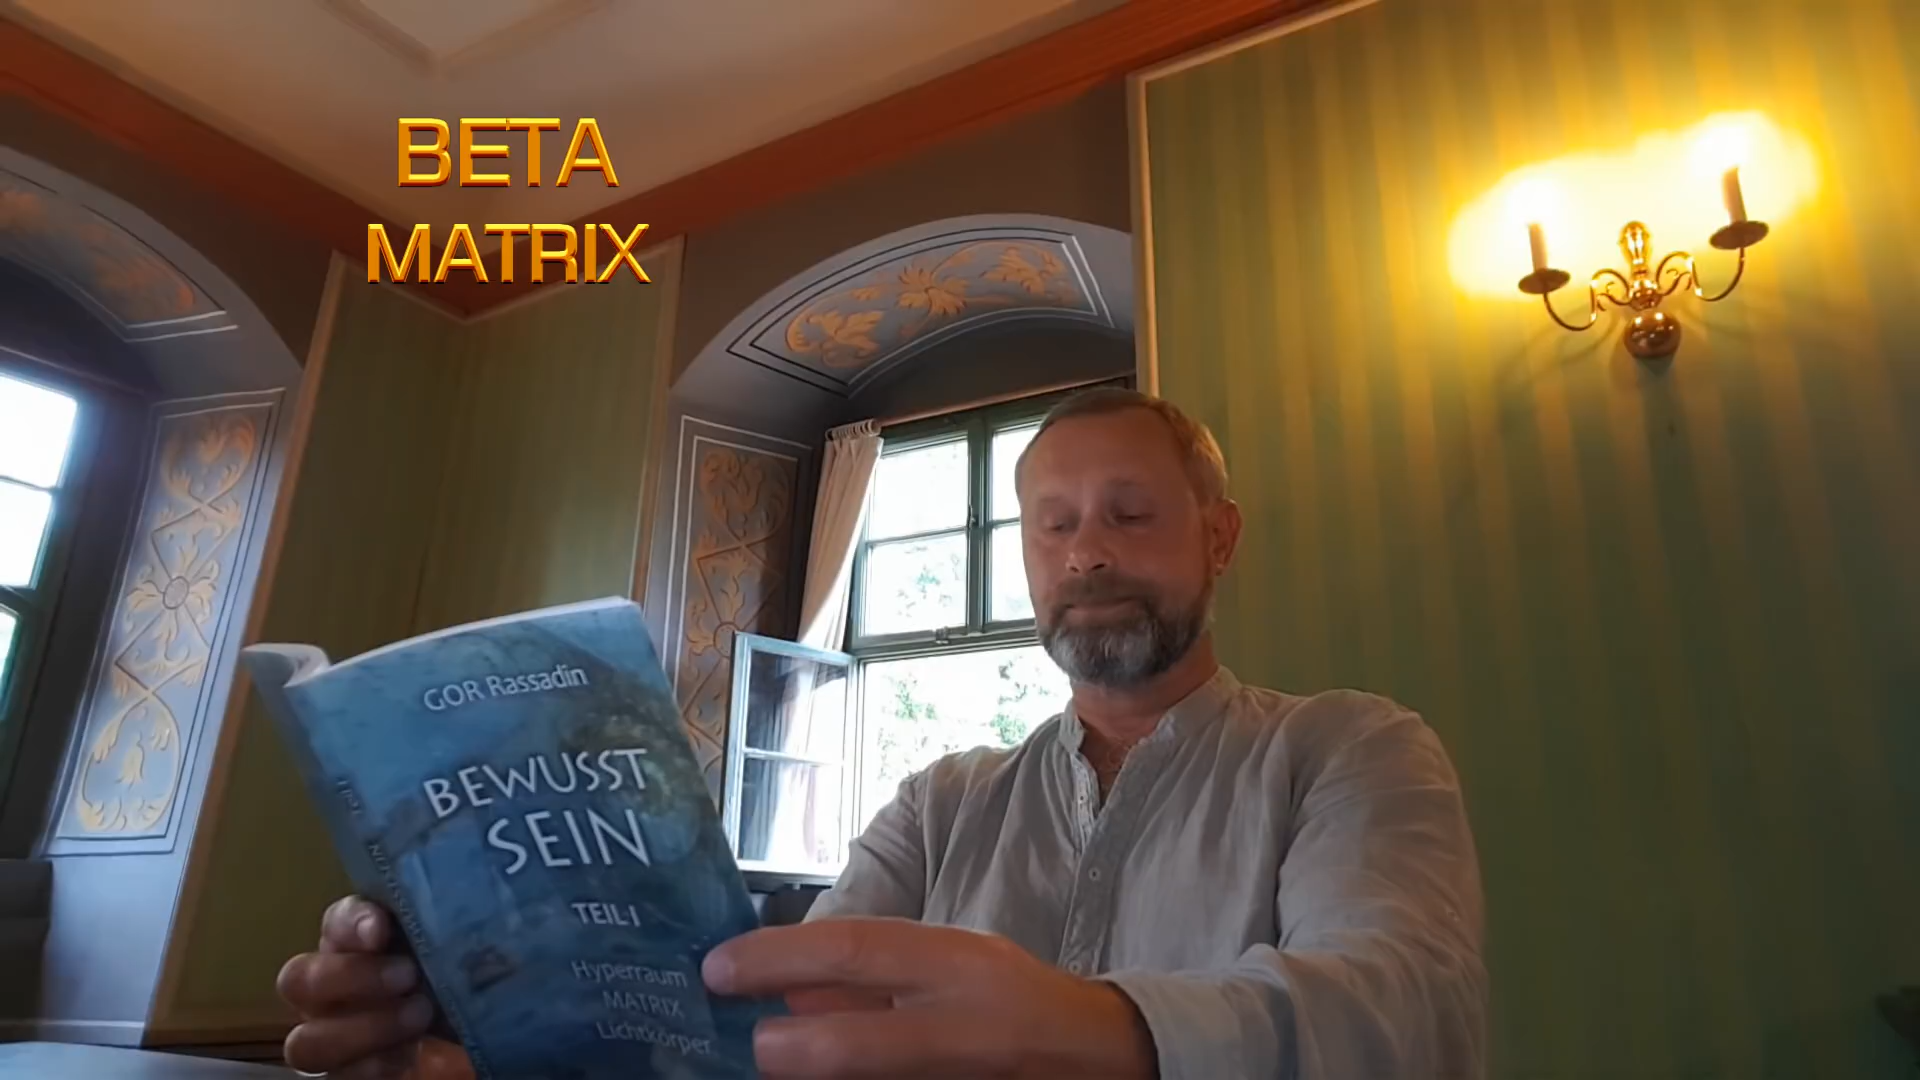 BETA
MATRIX
GOR Rassadin
BEWUSST
SEIN
TEIL I
Hyperraum
MATRIX
Lichtkörper